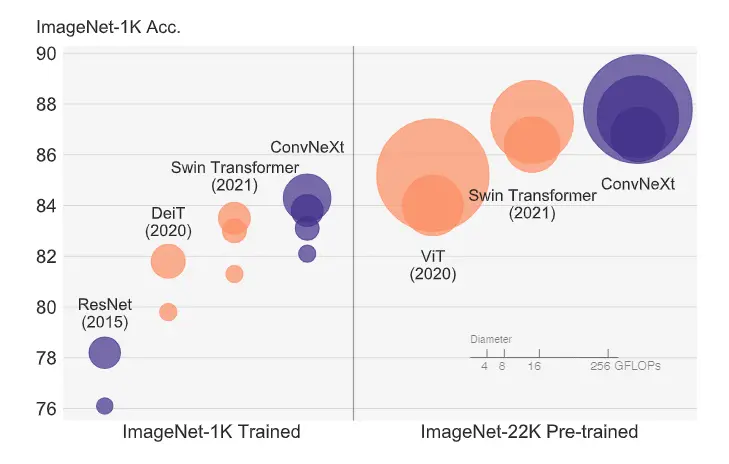 ImageNet-1K Acc.
90
88
86
84
82
80
78
76
ResNet
(2015)
DeiT
(2020)
Swin Transformer
(2021)
ConvNeXt
ViT
(2020)
Swin Transformer
(2021)
ConvNeXt
Diameter
4 8 16 256 GFLOPs
ImageNet-1K Trained
ImageNet-22K Pre-trained